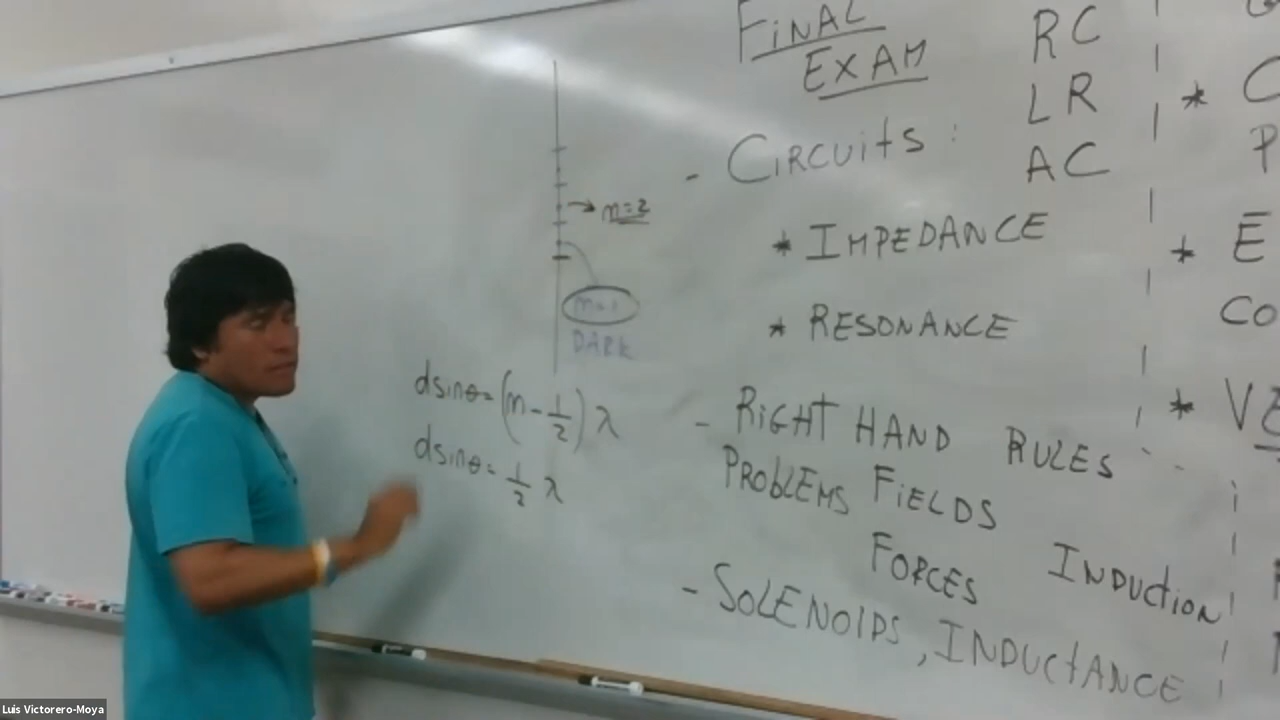 FINAL
EXAM
- CIRCUITS : RC
LR
AC
* IMPEDANCE
* RESONANCE
- RIGHT HAND RULES
PROBLEMS FIELDS
FORCES INDUCTION
- SOLENOIDS, INDUCTANCE
→ m=2
m=1
DARK
dsinθ=(m-1/2)λ
dsinθ=1/2 λ
*
P
* E
CO
*
Luis Victorero-Moya